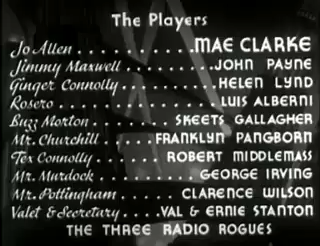 The Players
Jo Allen . . . . . . . . . . MAE CLARKE
Jimmy Maxwell . . . . . . . . . JOHN PAYNE
Ginger Connolly . . . . . . . . . HELEN LYND
Rosero . . . . . . . . . . . . . . LUIS ALBERNI
Buzz Morton . . . . . . . SKEETS GALLAGHER
Mr. Churchill . . . . FRANKLYN PANGBORN
Tex Connolly . . . . . ROBERT MIDDLEMASS
Mr. Murdock . . . . . . . . GEORGE IRVING
Mr. Pottingham . . . . . CLARENCE WILSON
Valet & Secretary . . . . VAL & ERNIE STANTON
THE THREE RADIO ROGUES